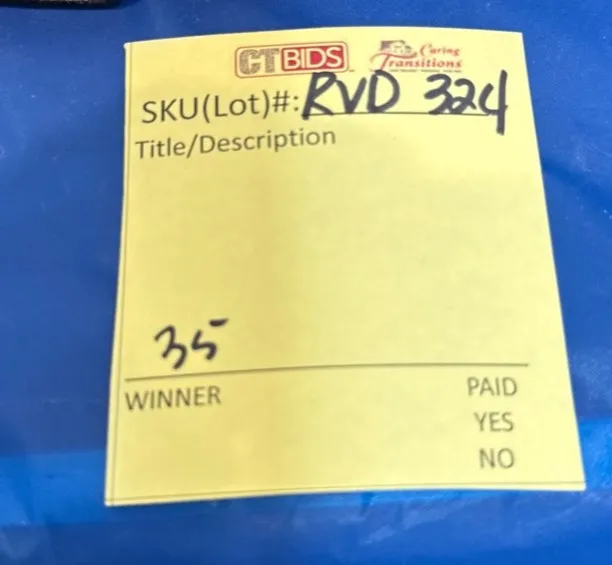 CTBIDS Caring Transitions
SKU(Lot)#: RVD 324
Title/Description
35
WINNER PAID
YES
NO